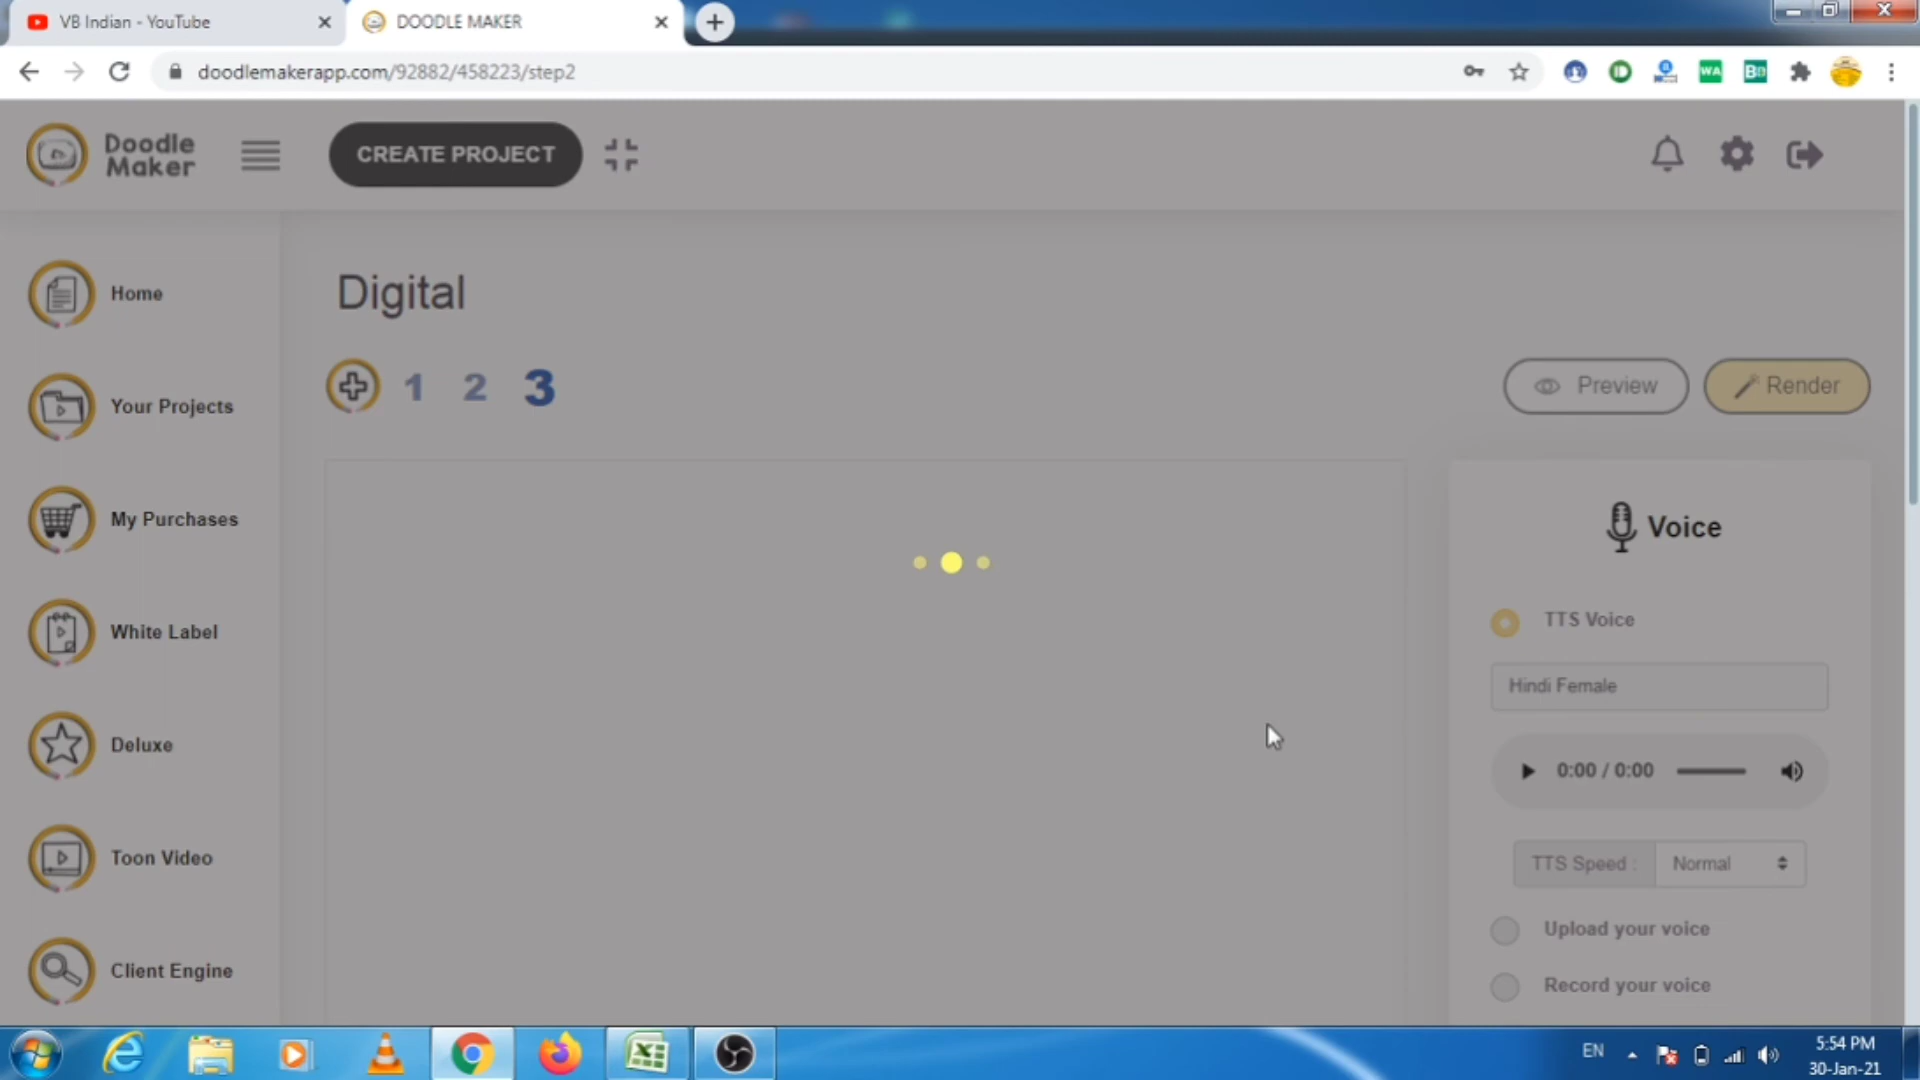 VB Indian - YouTube
DOODLE MAKER
doodlemakerapp.com/92882/458223/step2
WA
Doodle
Maker
CREATE PROJECT
Home
Your Projects
My Purchases
White Label
Deluxe
Toon Video
Client Engine
Digital
1 2 3
Preview
Render
Voice
TTS Voice
Hindi Female
0:00 / 0:00
TTS Speed :
Normal
Upload your voice
Record your voice
EN
5:54 PM
30-Jan-21